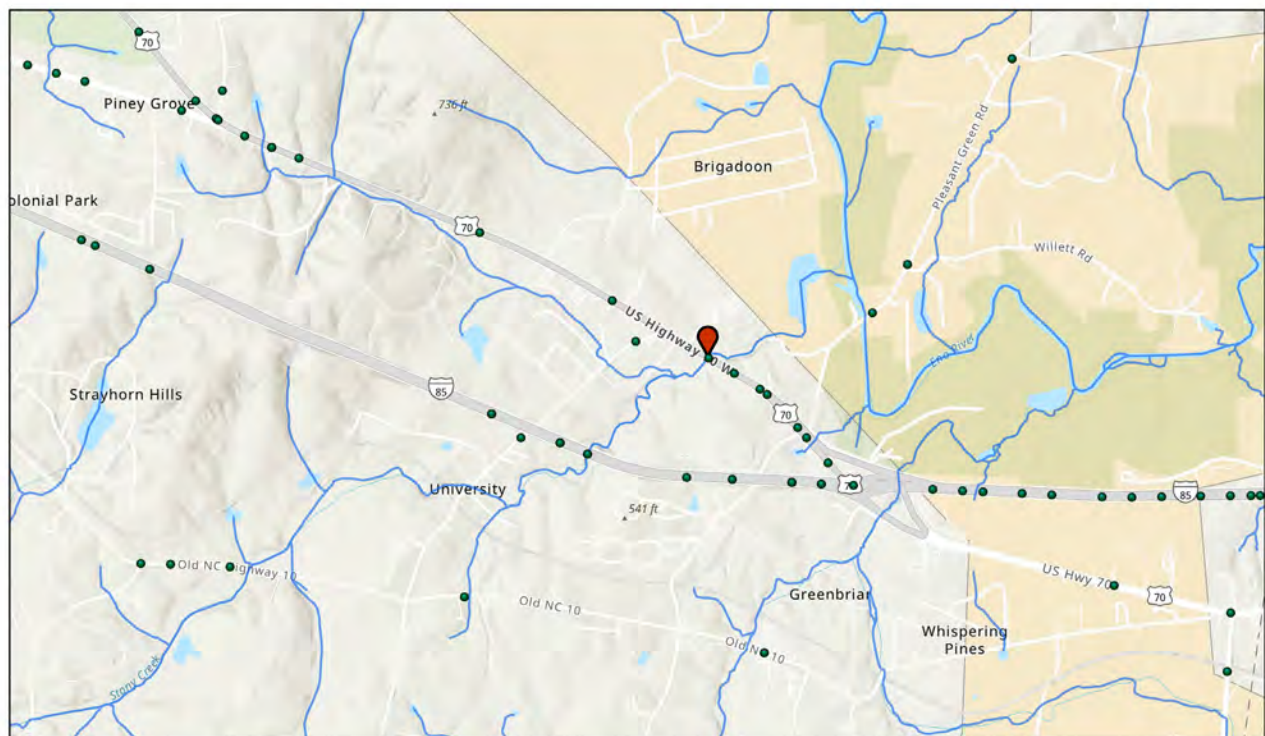 70
Piney Grove
736 ft
Brigadoon
Pleasant Green Rd
olonial Park
70
Willett Rd
US Highway 70 W
Eno River
Strayhorn Hills
85
70
University
70
85
541 ft
Old NC Highway 10
US Hwy 70
70
Old NC 10
Greenbriar
Whispering
Pines
Old NC 10
Stony Creek